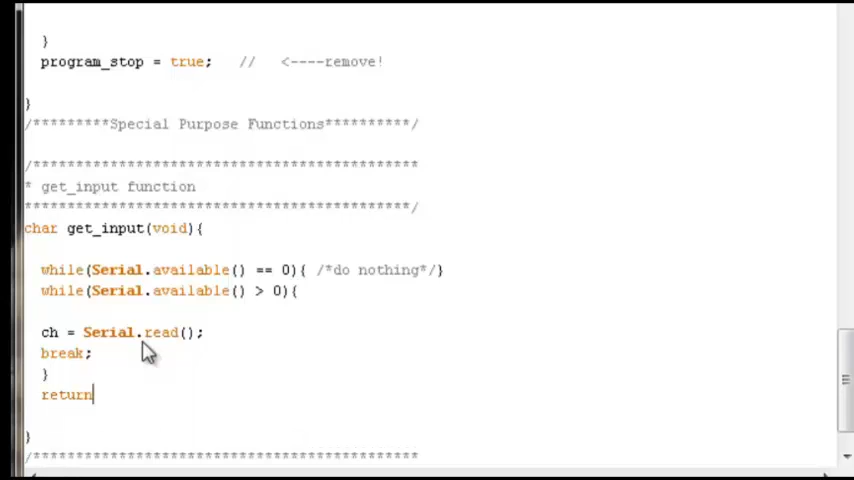 }
program_stop = true;   //   <----remove!
}
/*********Special Purpose Functions**********/
/*********************************************
* get_input function
*********************************************/
char get_input(void){
while(Serial.available() == 0){ /*do nothing*/}
while(Serial.available() > 0){
ch = Serial.read();
break;
}
return
}
/*********************************************